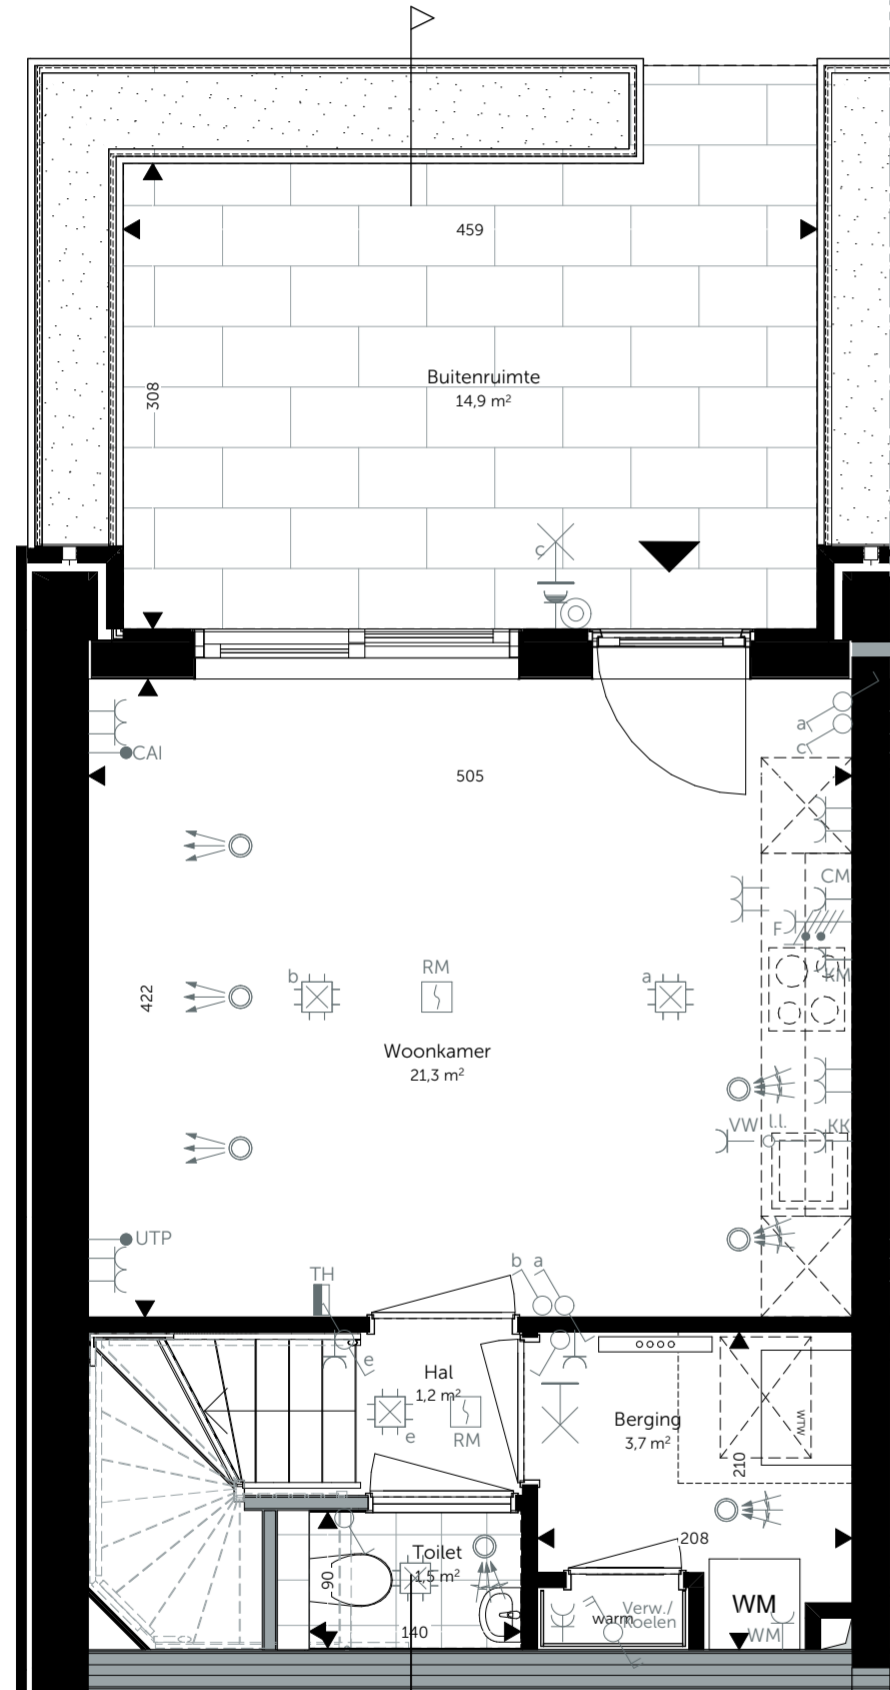 459
308
Buitenruimte
14,9 m²
c
a
c
CAI
505
CM
F
KM
b
RM
a
422
Woonkamer
21,3 m²
VW
l.l.
KK
UTP
TH
b
a
e
Hal
1,2 m²
e
RM
Berging
3,7 m²
WTW
210
208
Toilet
1,5 m²
90
140
warm
Verw./
Koelen
WM
WM